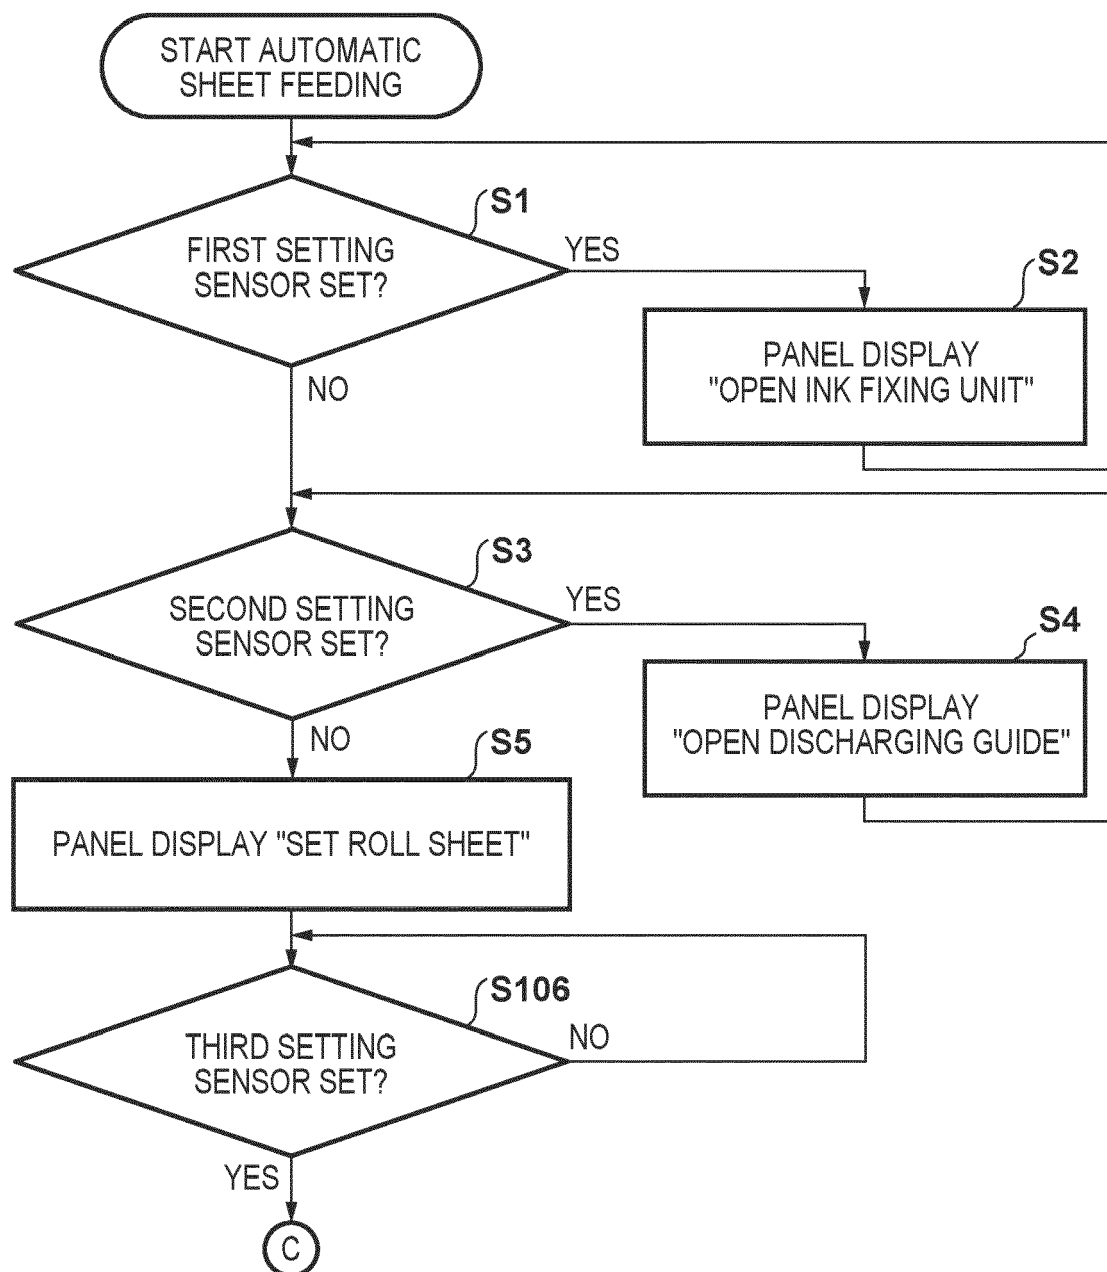 START AUTOMATIC
SHEET FEEDING
S1
FIRST SETTING
SENSOR SET?
YES
S2
PANEL DISPLAY
"OPEN INK FIXING UNIT"
NO
S3
SECOND SETTING
SENSOR SET?
YES
S4
PANEL DISPLAY
"OPEN DISCHARGING GUIDE"
NO
S5
PANEL DISPLAY "SET ROLL SHEET"
S106
THIRD SETTING
SENSOR SET?
NO
YES
C